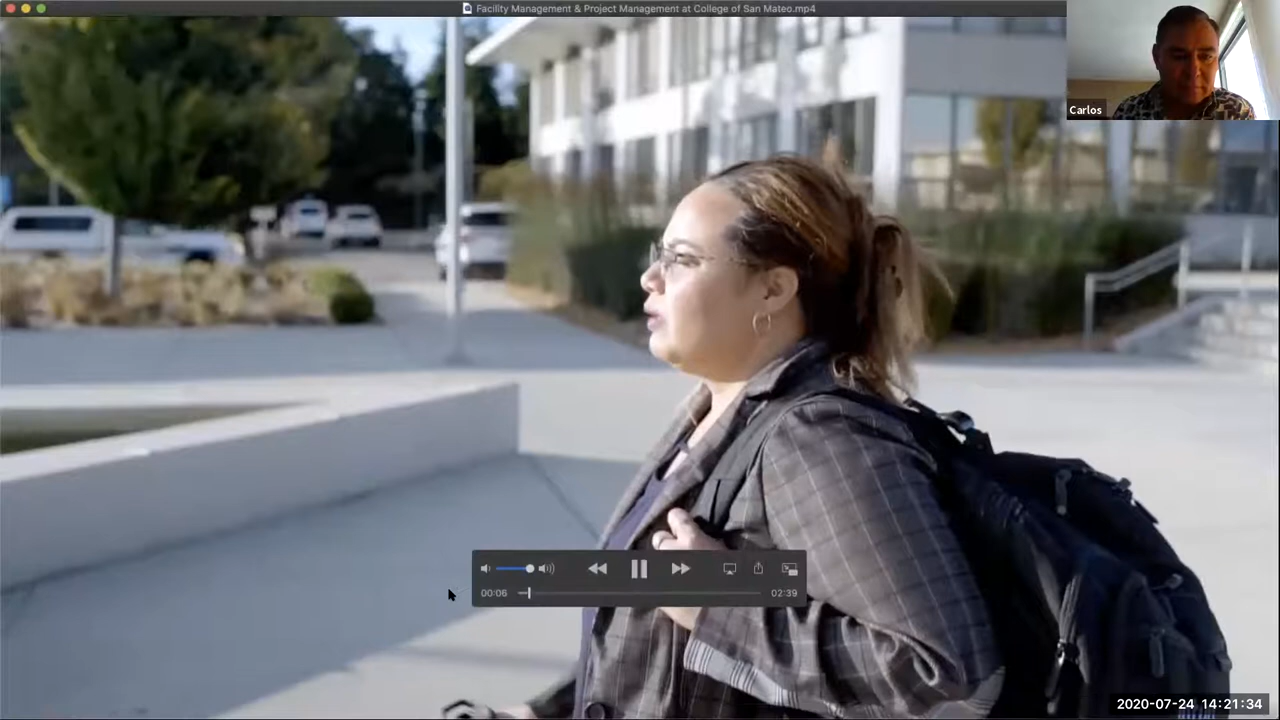 Facility Management & Project Management at College of San Mateo.mp4
Carlos
00:06
02:39
2020-07-24 14:21:34